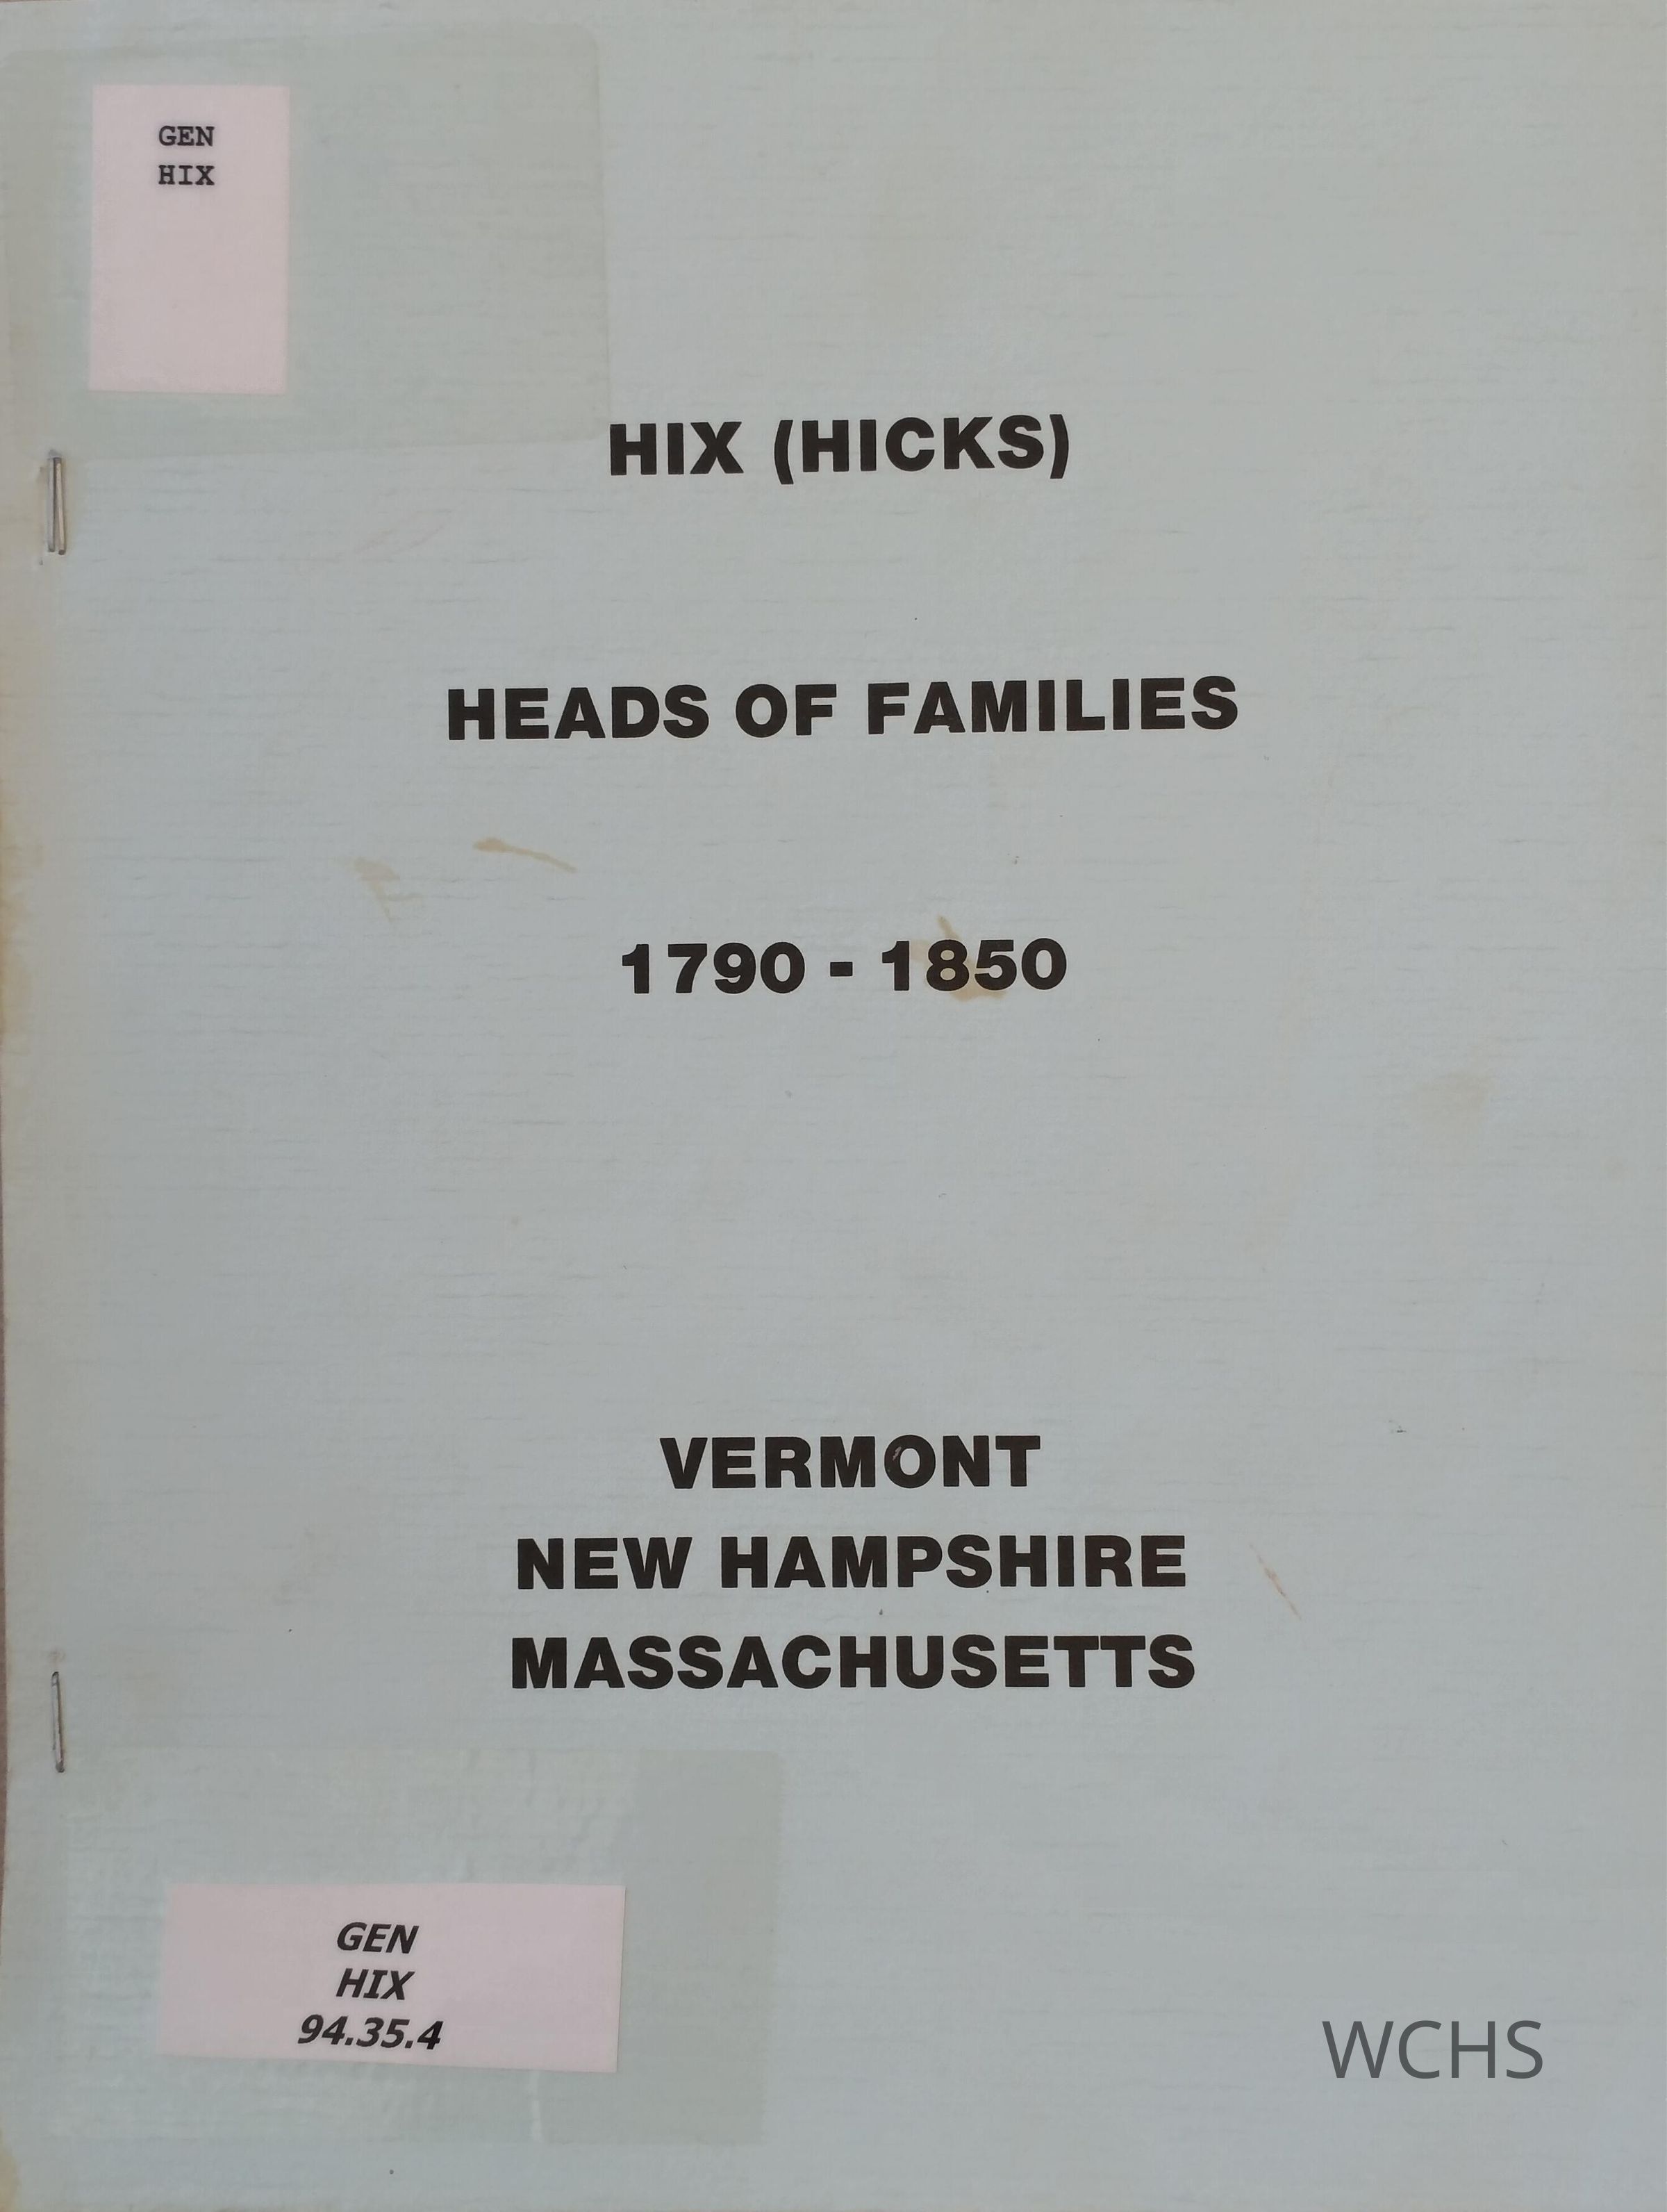 GEN
HIX
HIX (HICKS)
HEADS OF FAMILIES
1790 - 1850
VERMONT
NEW HAMPSHIRE
MASSACHUSETTS
GEN
HIX
94.35.4
WCHS